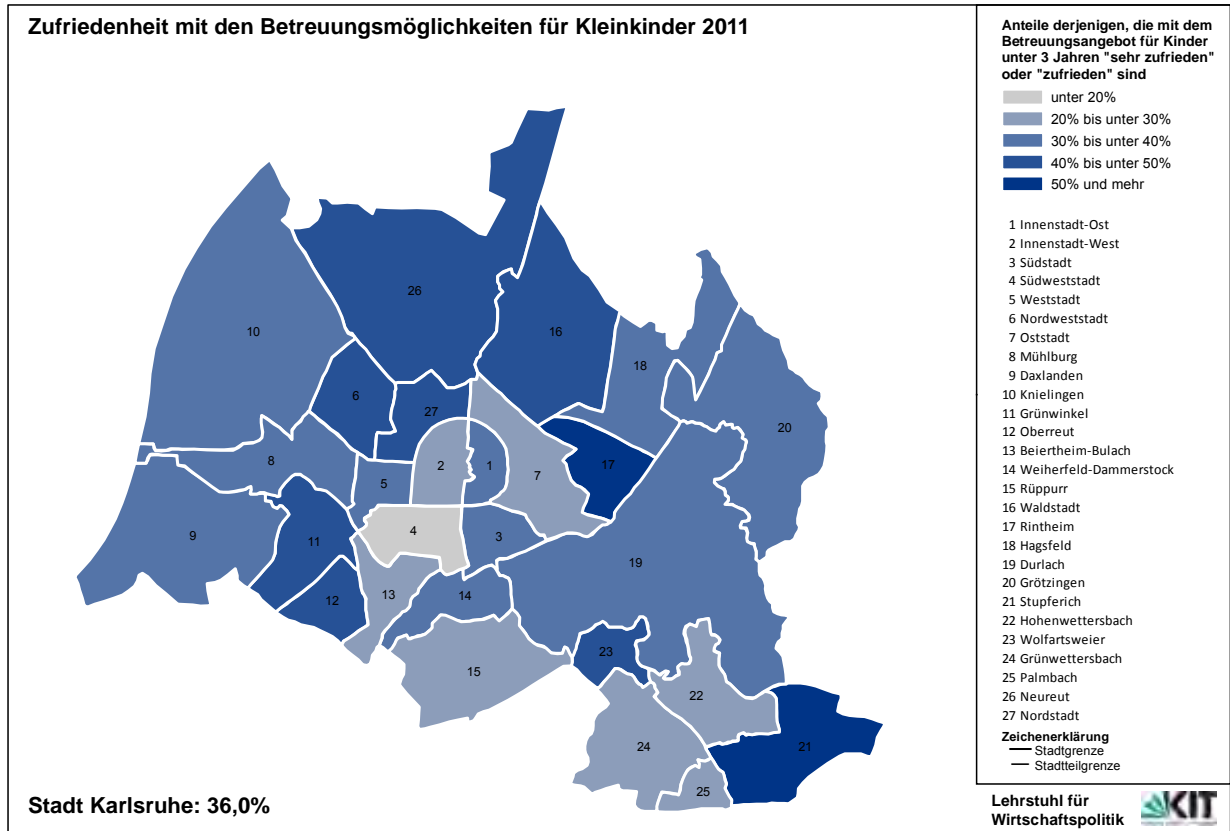 Zufriedenheit mit den Betreuungsmöglichkeiten für Kleinkinder 2011
Anteile derjenigen, die mit dem
Betreuungsangebot für Kinder
unter 3 Jahren "sehr zufrieden"
oder "zufrieden" sind
unter 20%
20% bis unter 30%
30% bis unter 40%
40% bis unter 50%
50% und mehr
1 Innenstadt-Ost
2 Innenstadt-West
3 Südstadt
4 Südweststadt
5 Weststadt
6 Nordweststadt
7 Oststadt
8 Mühlburg
9 Daxlanden
10 Knielingen
11 Grünwinkel
12 Oberreut
13 Beiertheim-Bulach
14 Weiherfeld-Dammerstock
15 Rüppurr
16 Waldstadt
17 Rintheim
18 Hagsfeld
19 Durlach
20 Grötzingen
21 Stupferich
22 Hohenwettersbach
23 Wolfartsweier
24 Grünwettersbach
25 Palmbach
26 Neureut
27 Nordstadt
Zeichenerklärung
Stadtgrenze
Stadtteilgrenze
26
10
16
18
6
27
20
8
2
1
7
17
5
4
3
9
11
19
12
13
14
23
15
22
24
21
25
Stadt Karlsruhe: 36,0%
Lehrstuhl für
Wirtschaftspolitik
KIT